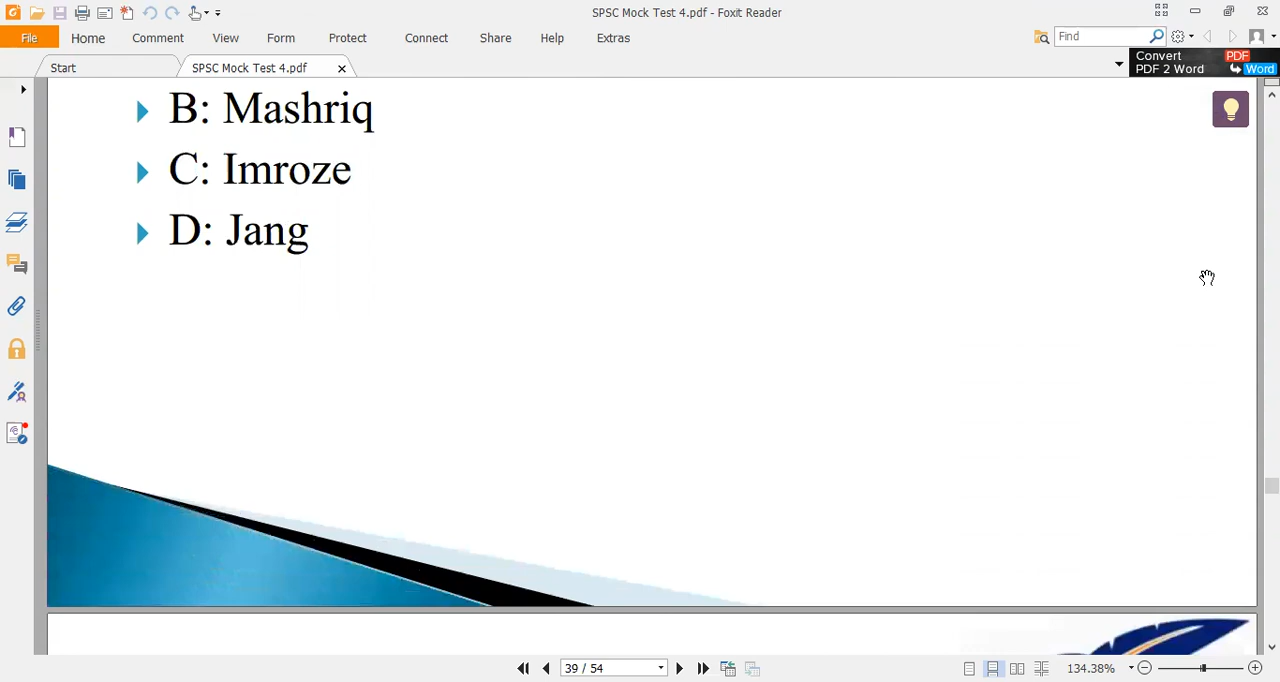 SPSC Mock Test 4.pdf - Foxit Reader
File Home Comment View Form Protect Connect Share Help Extras
Find
Start SPSC Mock Test 4.pdf
Convert PDF
PDF 2 Word Word
B: Mashriq
C: Imroze
D: Jang
39 / 54
134.38%